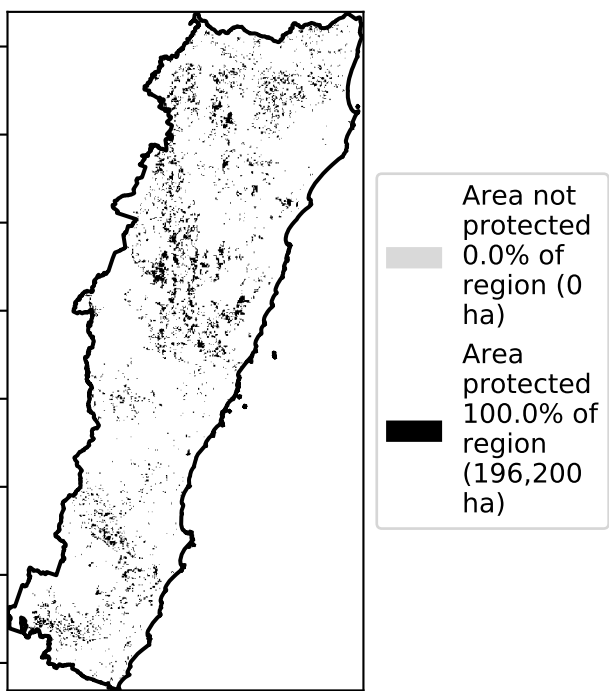 Area not
protected
0.0% of
region (0
ha)
Area
protected
100.0% of
region
(196,200
ha)